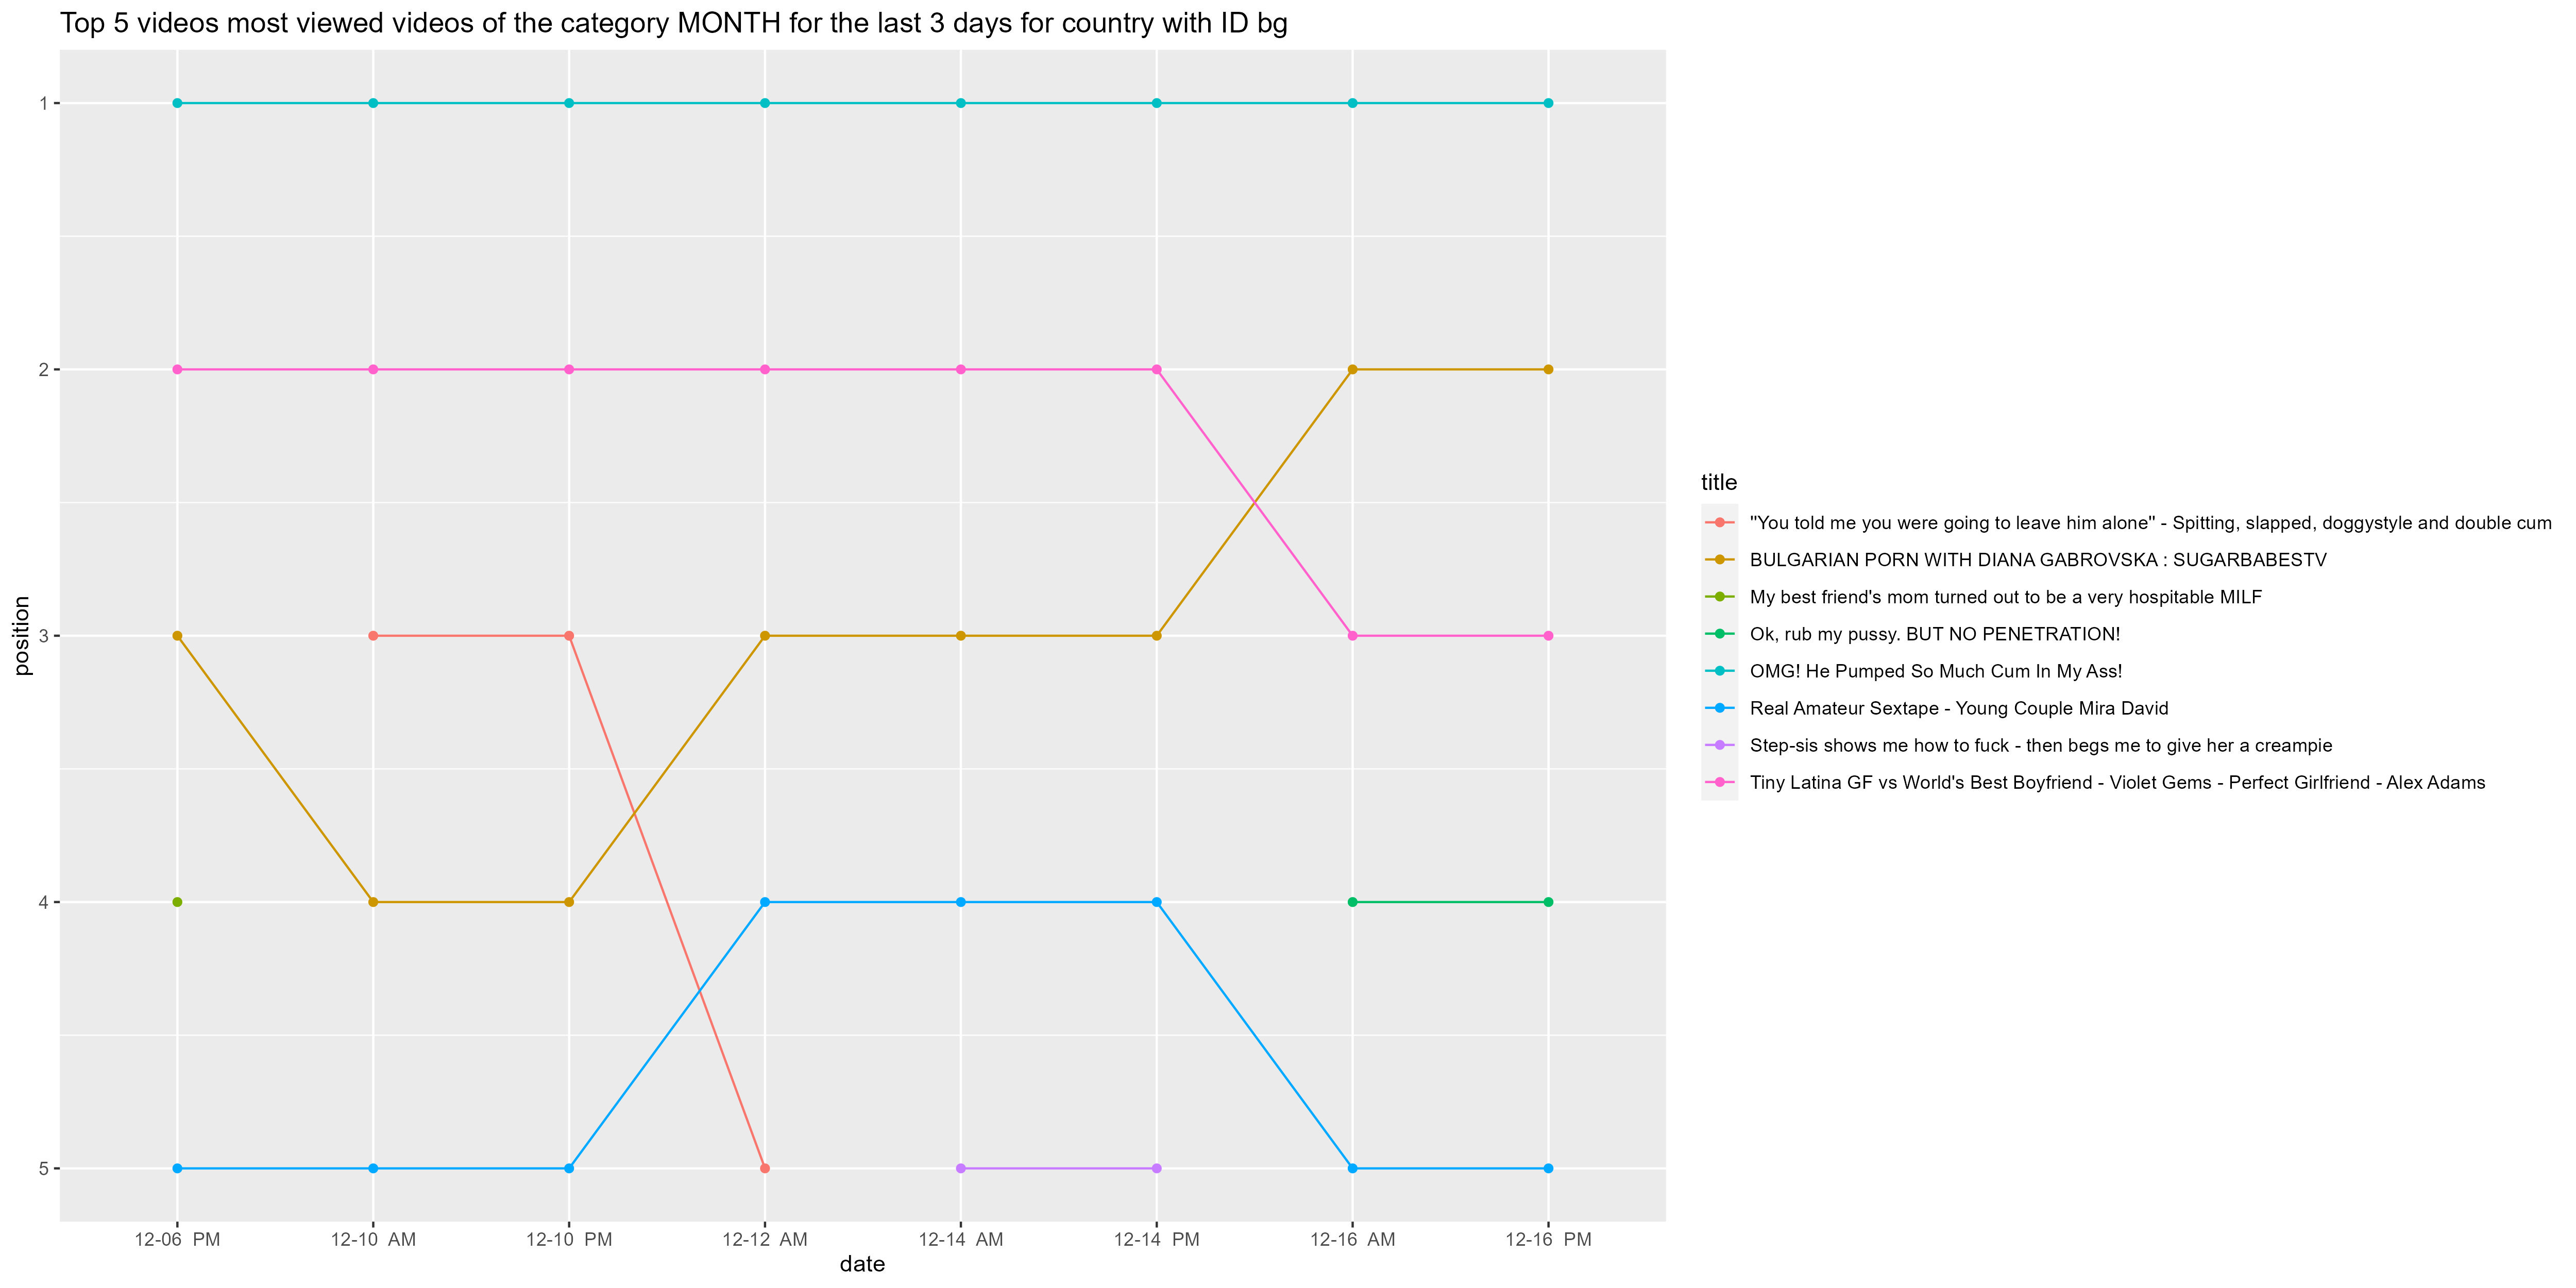 Top 5 videos most viewed videos of the category MONTH for the last 3 days for country with ID bg
position
1
2
3
4
5
12-06 PM
12-10 AM
12-10 PM
12-12 AM
12-14 AM
12-14 PM
12-16 AM
12-16 PM
date
title
"You told me you were going to leave him alone" - Spitting, slapped, doggystyle and double cum
BULGARIAN PORN WITH DIANA GABROVSKA : SUGARBABESTV
My best friend's mom turned out to be a very hospitable MILF
Ok, rub my pussy. BUT NO PENETRATION!
OMG! He Pumped So Much Cum In My Ass!
Real Amateur Sextape - Young Couple Mira David
Step-sis shows me how to fuck - then begs me to give her a creampie
Tiny Latina GF vs World's Best Boyfriend - Violet Gems - Perfect Girlfriend - Alex Adams